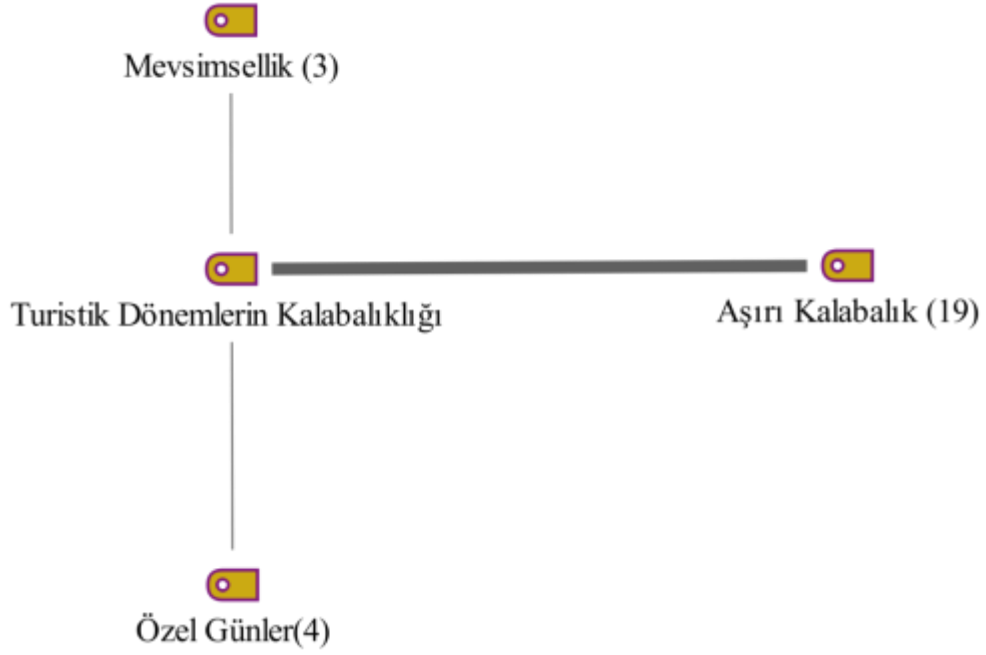 Mevsimsellik (3)
Turistik Dönemlerin Kalabalıklığı
Aşırı Kalabalık (19)
Özel Günler(4)